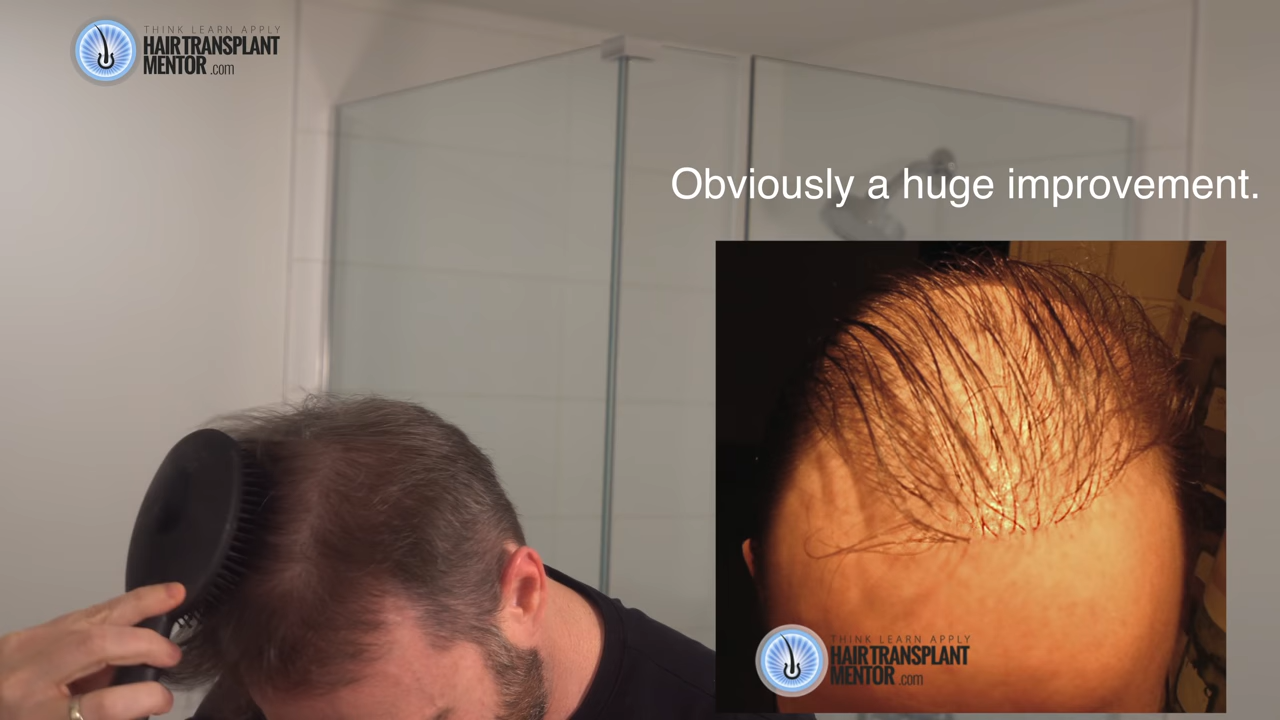 THINK LEARN APPLY
HAIRTRANSPLANT
MENTOR.com
Obviously a huge improvement.
THINK LEARN APPLY
HAIRTRANSPLANT
MENTOR.com